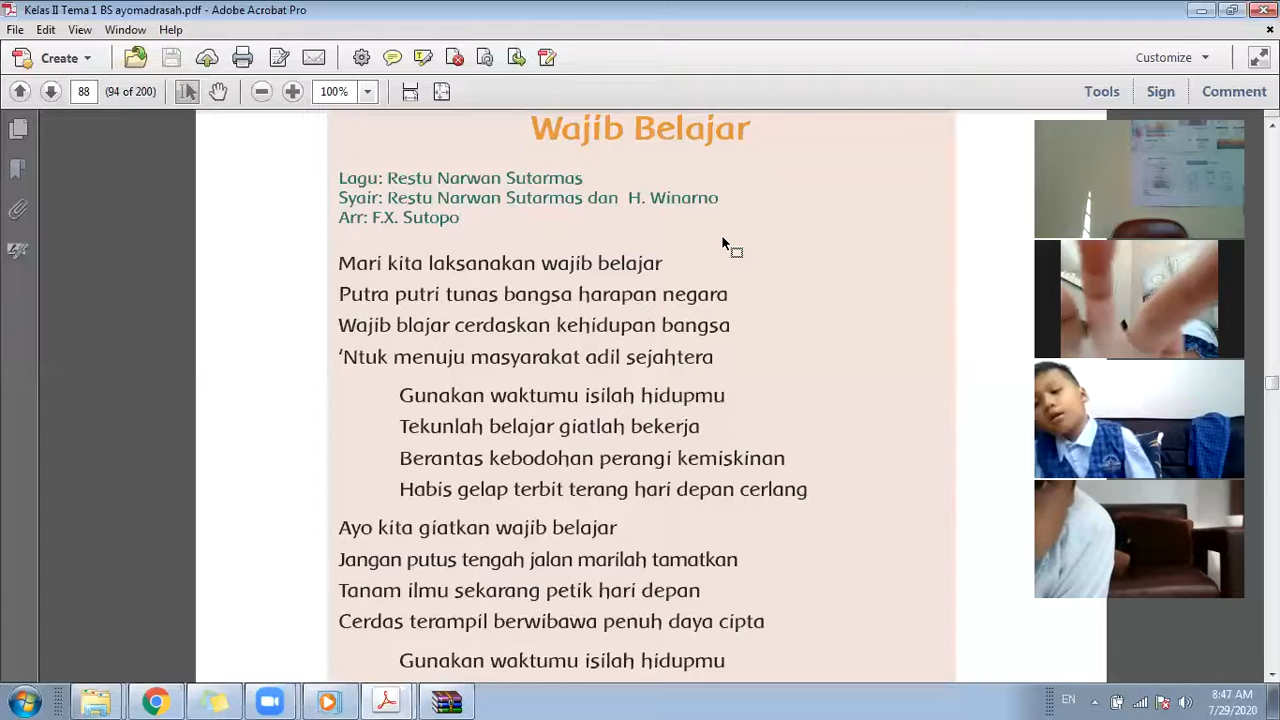 Kelas II Tema 1 BS ayomadrasah.pdf - Adobe Acrobat Pro
File Edit View Window Help
Create
Customize
88 (94 of 200) 100%
Tools Sign Comment
Wajib Belajar
Lagu: Restu Narwan Sutarmas
Syair: Restu Narwan Sutarmas dan H. Winarno
Arr: F.X. Sutopo
Mari kita laksanakan wajib belajar
Putra putri tunas bangsa harapan negara
Wajib blajar cerdaskan kehidupan bangsa
‘Ntuk menuju masyarakat adil sejahtera
Gunakan waktumu isilah hidupmu
Tekunlah belajar giatlah bekerja
Berantas kebodohan perangi kemiskinan
Habis gelap terbit terang hari depan cerlang
Ayo kita giatkan wajib belajar
Jangan putus tengah jalan marilah tamatkan
Tanam ilmu sekarang petik hari depan
Cerdas terampil berwibawa penuh daya cipta
Gunakan waktumu isilah hidupmu
EN
8:47 AM
7/29/2020